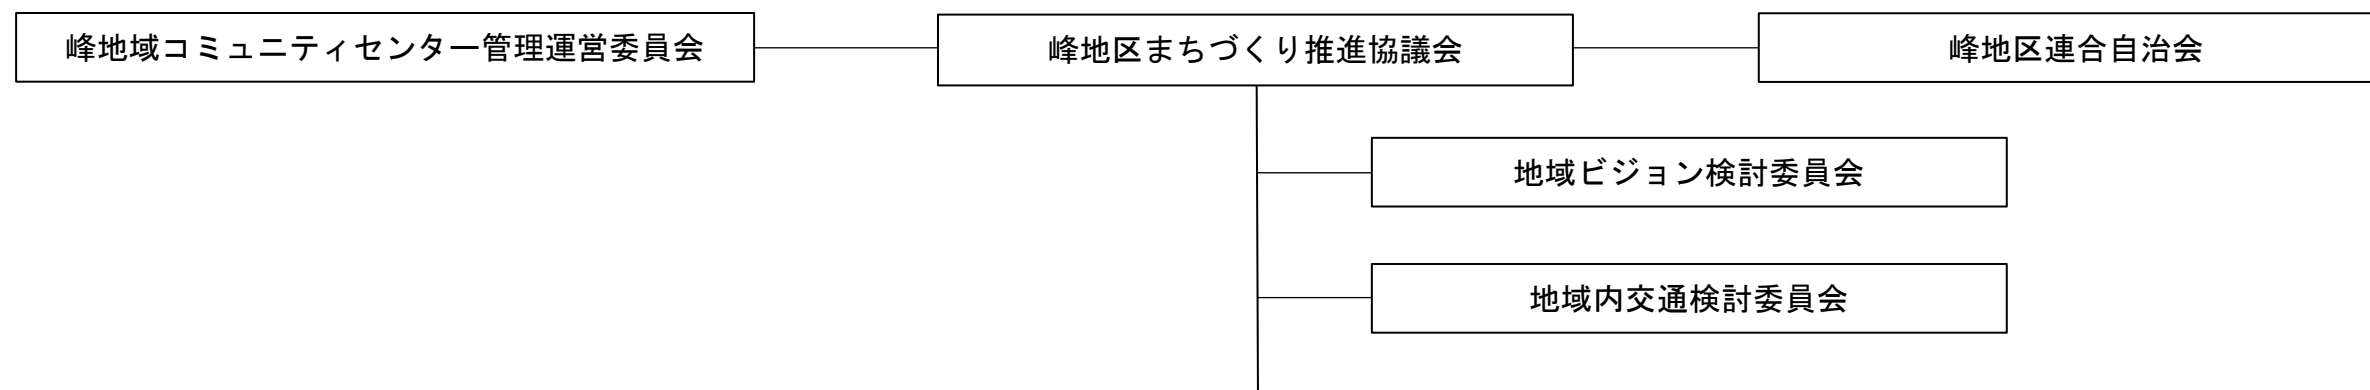 峰地域コミュニティセンター管理運営委員会
峰地区まちづくり推進協議会
峰地区連合自治会
地域ビジョン検討委員会
地域内交通検討委員会